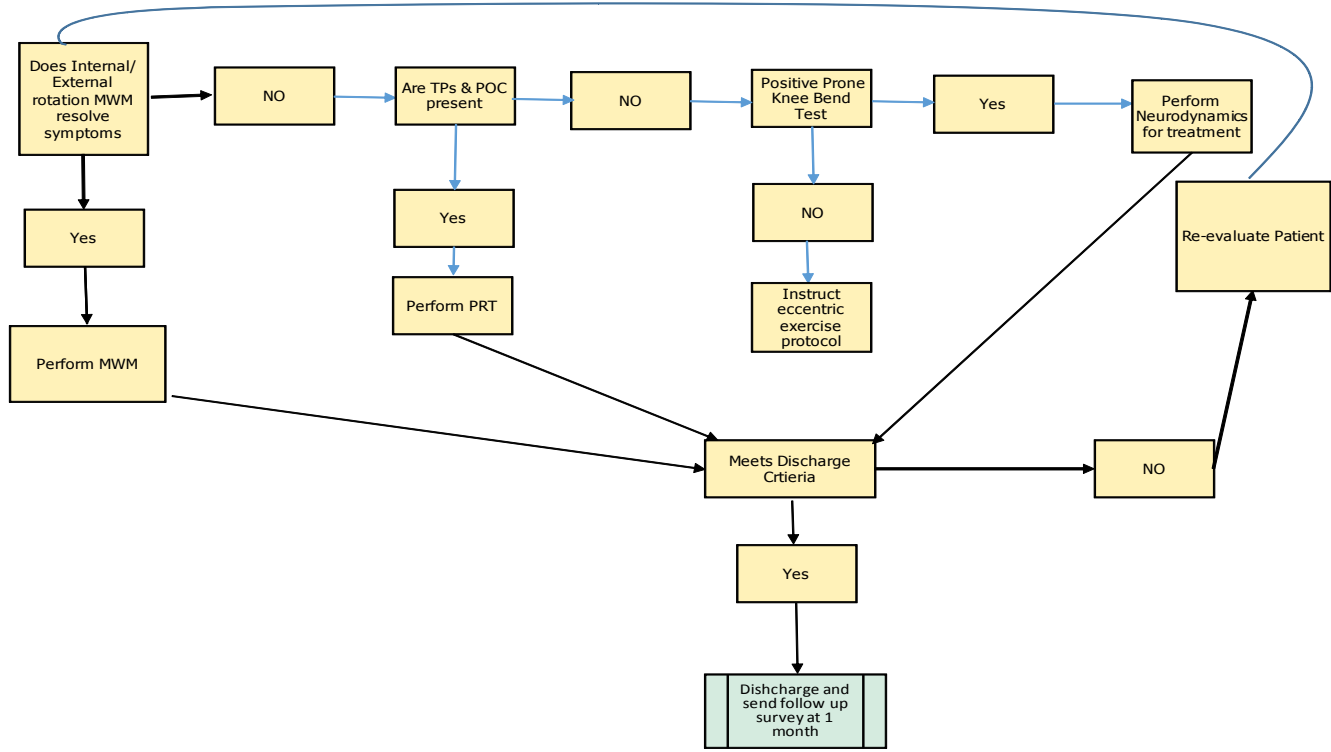 Does Internal/
External
rotation MWM
resolve
symptoms
NO
Are TPs & POC
present
NO
Positive Prone
Knee Bend
Test
Yes
Perform
Neurodynamics
for treatment
Yes
Yes
NO
Re-evaluate Patient
Perform MWM
Perform PRT
Instruct
eccentric
exercise
protocol
Meets Discharge
Crtieria
NO
Yes
Dishcharge and
send follow up
survey at 1
month